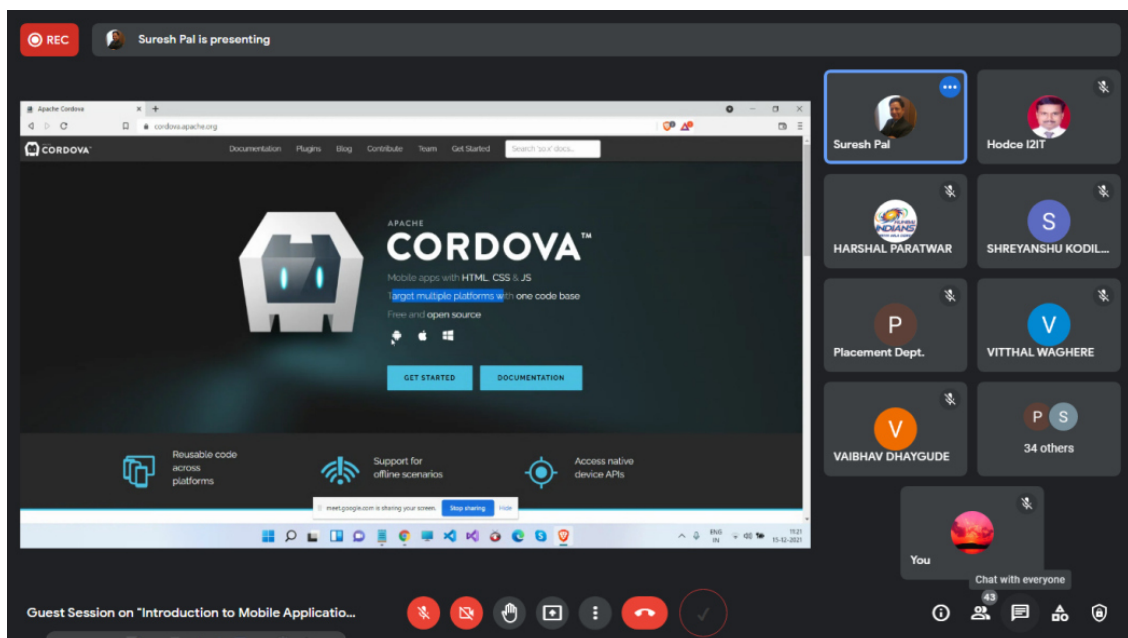 REC
Suresh Pal is presenting
Apache Cordova
cordova.apache.org
CORDOVA
Documentation Plugins Blog Contribute Team Get Started
APACHE
CORDOVA™
Mobile apps with HTML, CSS & JS
Target multiple platforms with one code base
Free and open source
GET STARTED DOCUMENTATION
Reusable code
across
platforms
Support for
offline scenarios
Access native
device APIs
meet.google.com is sharing your screen. Stop sharing Hide
ENG
IN
11:21
15-12-2021
Suresh Pal
Hodce I2IT
HARSHAL PARATWAR
S
SHREYANSHU KODIL...
P
Placement Dept.
V
VITTHAL WAGHERE
V
VAIBHAV DHAYGUDE
P S
34 others
You
Chat with everyone
Guest Session on "Introduction to Mobile Applicatio...
43